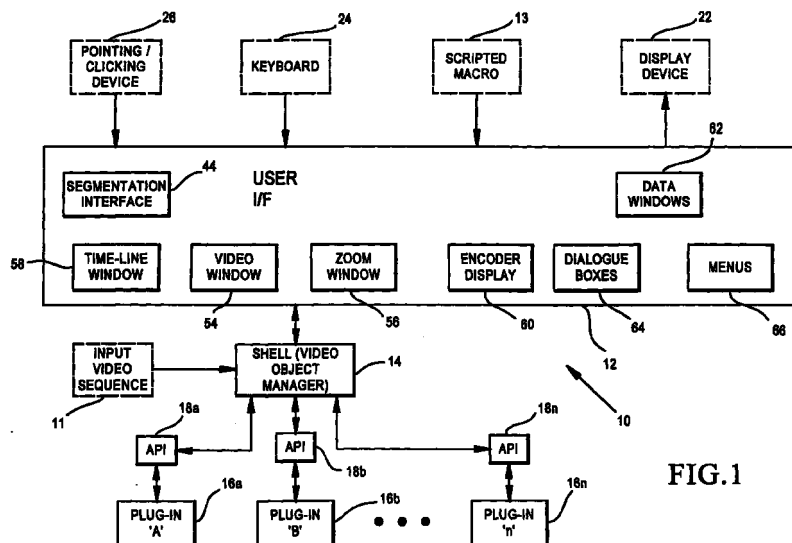 26
24
13
22
POINTING /
CLICKING
DEVICE
KEYBOARD
SCRIPTED
MACRO
DISPLAY
DEVICE
62
44
SEGMENTATION
INTERFACE
USER
I/F
DATA
WINDOWS
58
TIME-LINE
WINDOW
VIDEO
WINDOW
ZOOM
WINDOW
ENCODER
DISPLAY
DIALOGUE
BOXES
MENUS
54
56
60
64
66
12
INPUT
VIDEO
SEQUENCE
SHELL (VIDEO
OBJECT
MANAGER)
14
11
10
18a
API
API
18b
18n
API
16a
PLUG-IN
'A'
16b
PLUG-IN
'B'
16n
PLUG-IN
'n'
FIG.1